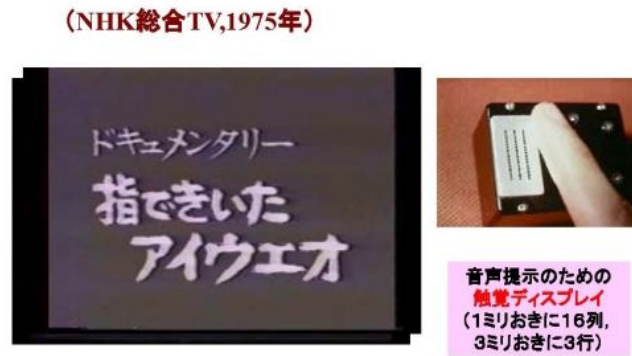 （NHK総合TV,1975年）
ドキュメンタリー
指できいた
アイウエオ
音声提示のための
触覚ディスプレイ
（1ミリおきに16列,
3ミリおきに3行）